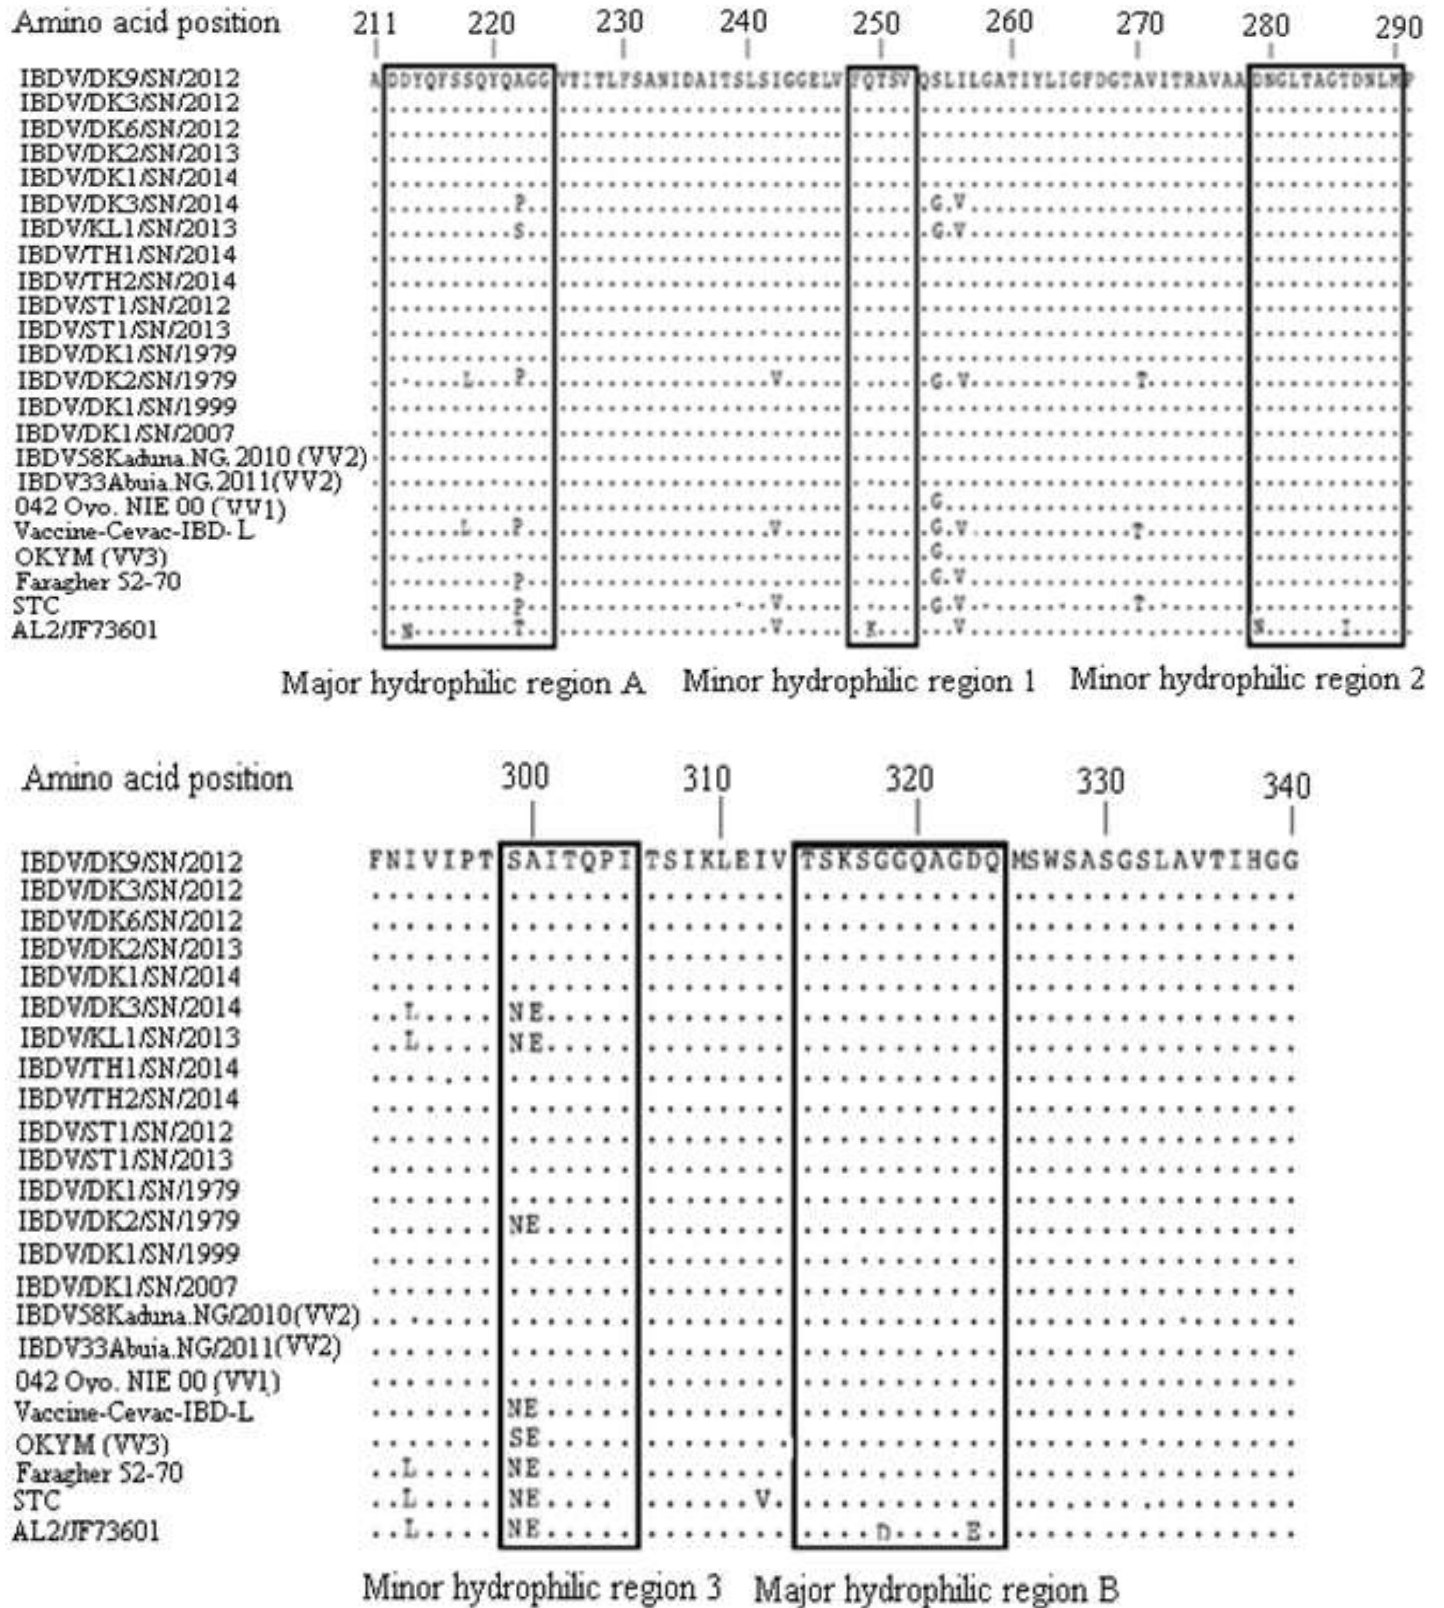 Amino acid position 211 220 230 240 250 260 270 280 290
IBDV/DK9/SN/2012 A DDYQFSSQYQAGG VTITLFSANIDAITSLSIGGELV FQTSV QSLILGATIYLIGFDGTAVITRAVAA DNGLTAGTDNLMP
IBDV/DK3/SN/2012
IBDV/DK6/SN/2012
IBDV/DK2/SN/2013
IBDV/DK1/SN/2014
IBDV/DK3/SN/2014 P G.V
IBDV/KL1/SN/2013 S G.V
IBDV/TH1/SN/2014
IBDV/TH2/SN/2014
IBDV/ST1/SN/2012
IBDV/ST1/SN/2013
IBDV/DK1/SN/1979
IBDV/DK2/SN/1979 L P V G.V T
IBDV/DK1/SN/1999
IBDV/DK1/SN/2007
IBDV58Kaduna.NG.2010 (VV2)
IBDV33Abuia.NG.2011(VV2)
042 Oyo. NIE 00 (VV1) G
Vaccine-Cevac-IBD-L L P V G.V T
OKYM (VV3) G
Faragher 52-70 P G.V
STC P V G.V T
AL2/JF73601 N T V K V N I
Major hydrophilic region A Minor hydrophilic region 1 Minor hydrophilic region 2
Amino acid position 300 310 320 330 340
IBDV/DK9/SN/2012 FNIVIPT SAITQPI TSIKLEIV TSKSGGQAGDQ MSWSASGSLAVTIHGG
IBDV/DK3/SN/2012
IBDV/DK6/SN/2012
IBDV/DK2/SN/2013
IBDV/DK1/SN/2014
IBDV/DK3/SN/2014 L NE
IBDV/KL1/SN/2013 L NE
IBDV/TH1/SN/2014
IBDV/TH2/SN/2014
IBDV/ST1/SN/2012
IBDV/ST1/SN/2013
IBDV/DK1/SN/1979
IBDV/DK2/SN/1979 NE
IBDV/DK1/SN/1999
IBDV/DK1/SN/2007
IBDV58Kaduna.NG/2010(VV2)
IBDV33Abuia.NG/2011(VV2)
042 Oyo. NIE 00 (VV1)
Vaccine-Cevac-IBD-L NE
OKYM (VV3) SE
Faragher 52-70 L NE
STC L NE V
AL2/JF73601 L NE D E
Minor hydrophilic region 3 Major hydrophilic region B